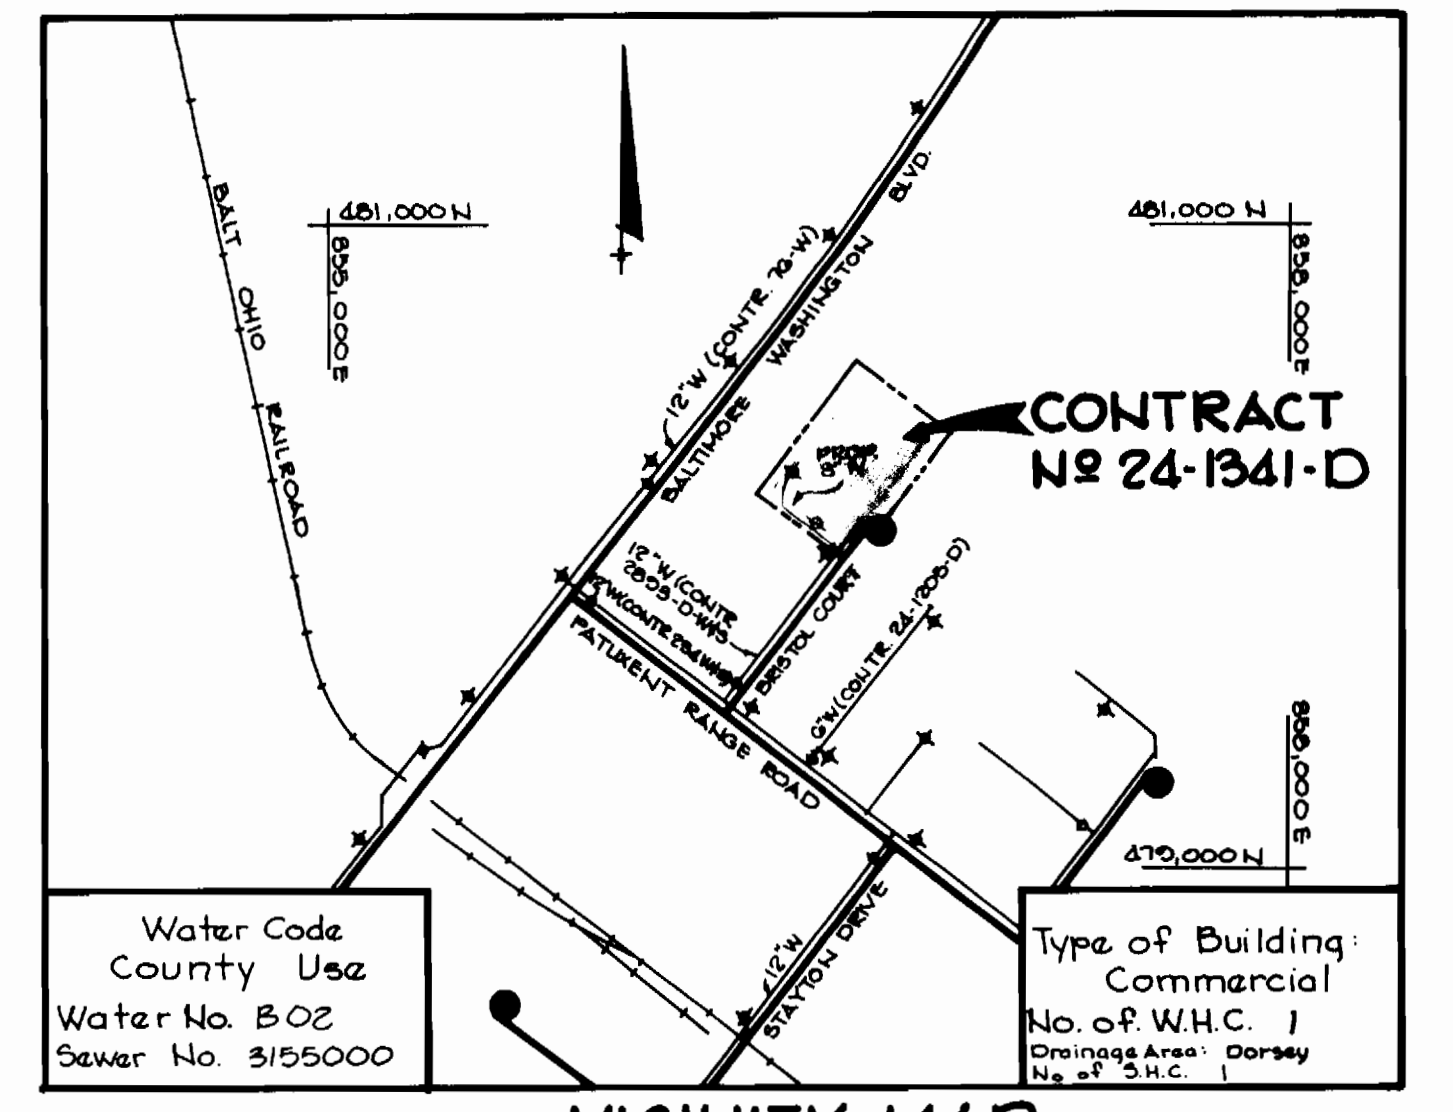 BALT OHIO RAILROAD
481,000 N
855,000 E
481,000 N
858,000 E
12"W (CONTR. 7G-W)
BALTIMORE WASHINGTON BLVD.
CONTRACT
Nº 24-1341-D
12"W (CONTR
BRISTOL COURT
6"W (CONTR. 24-1205-D)
PATUXENT RANGE ROAD
858,000 E
479,000 N
12"W
STAYTON DRIVE
Water Code
County Use
Water No. B02
Sewer No. 3155000
Type of Building:
Commercial
No. of. W.H.C. 1
Drainage Area: Dorsey
No of S.H.C. 1